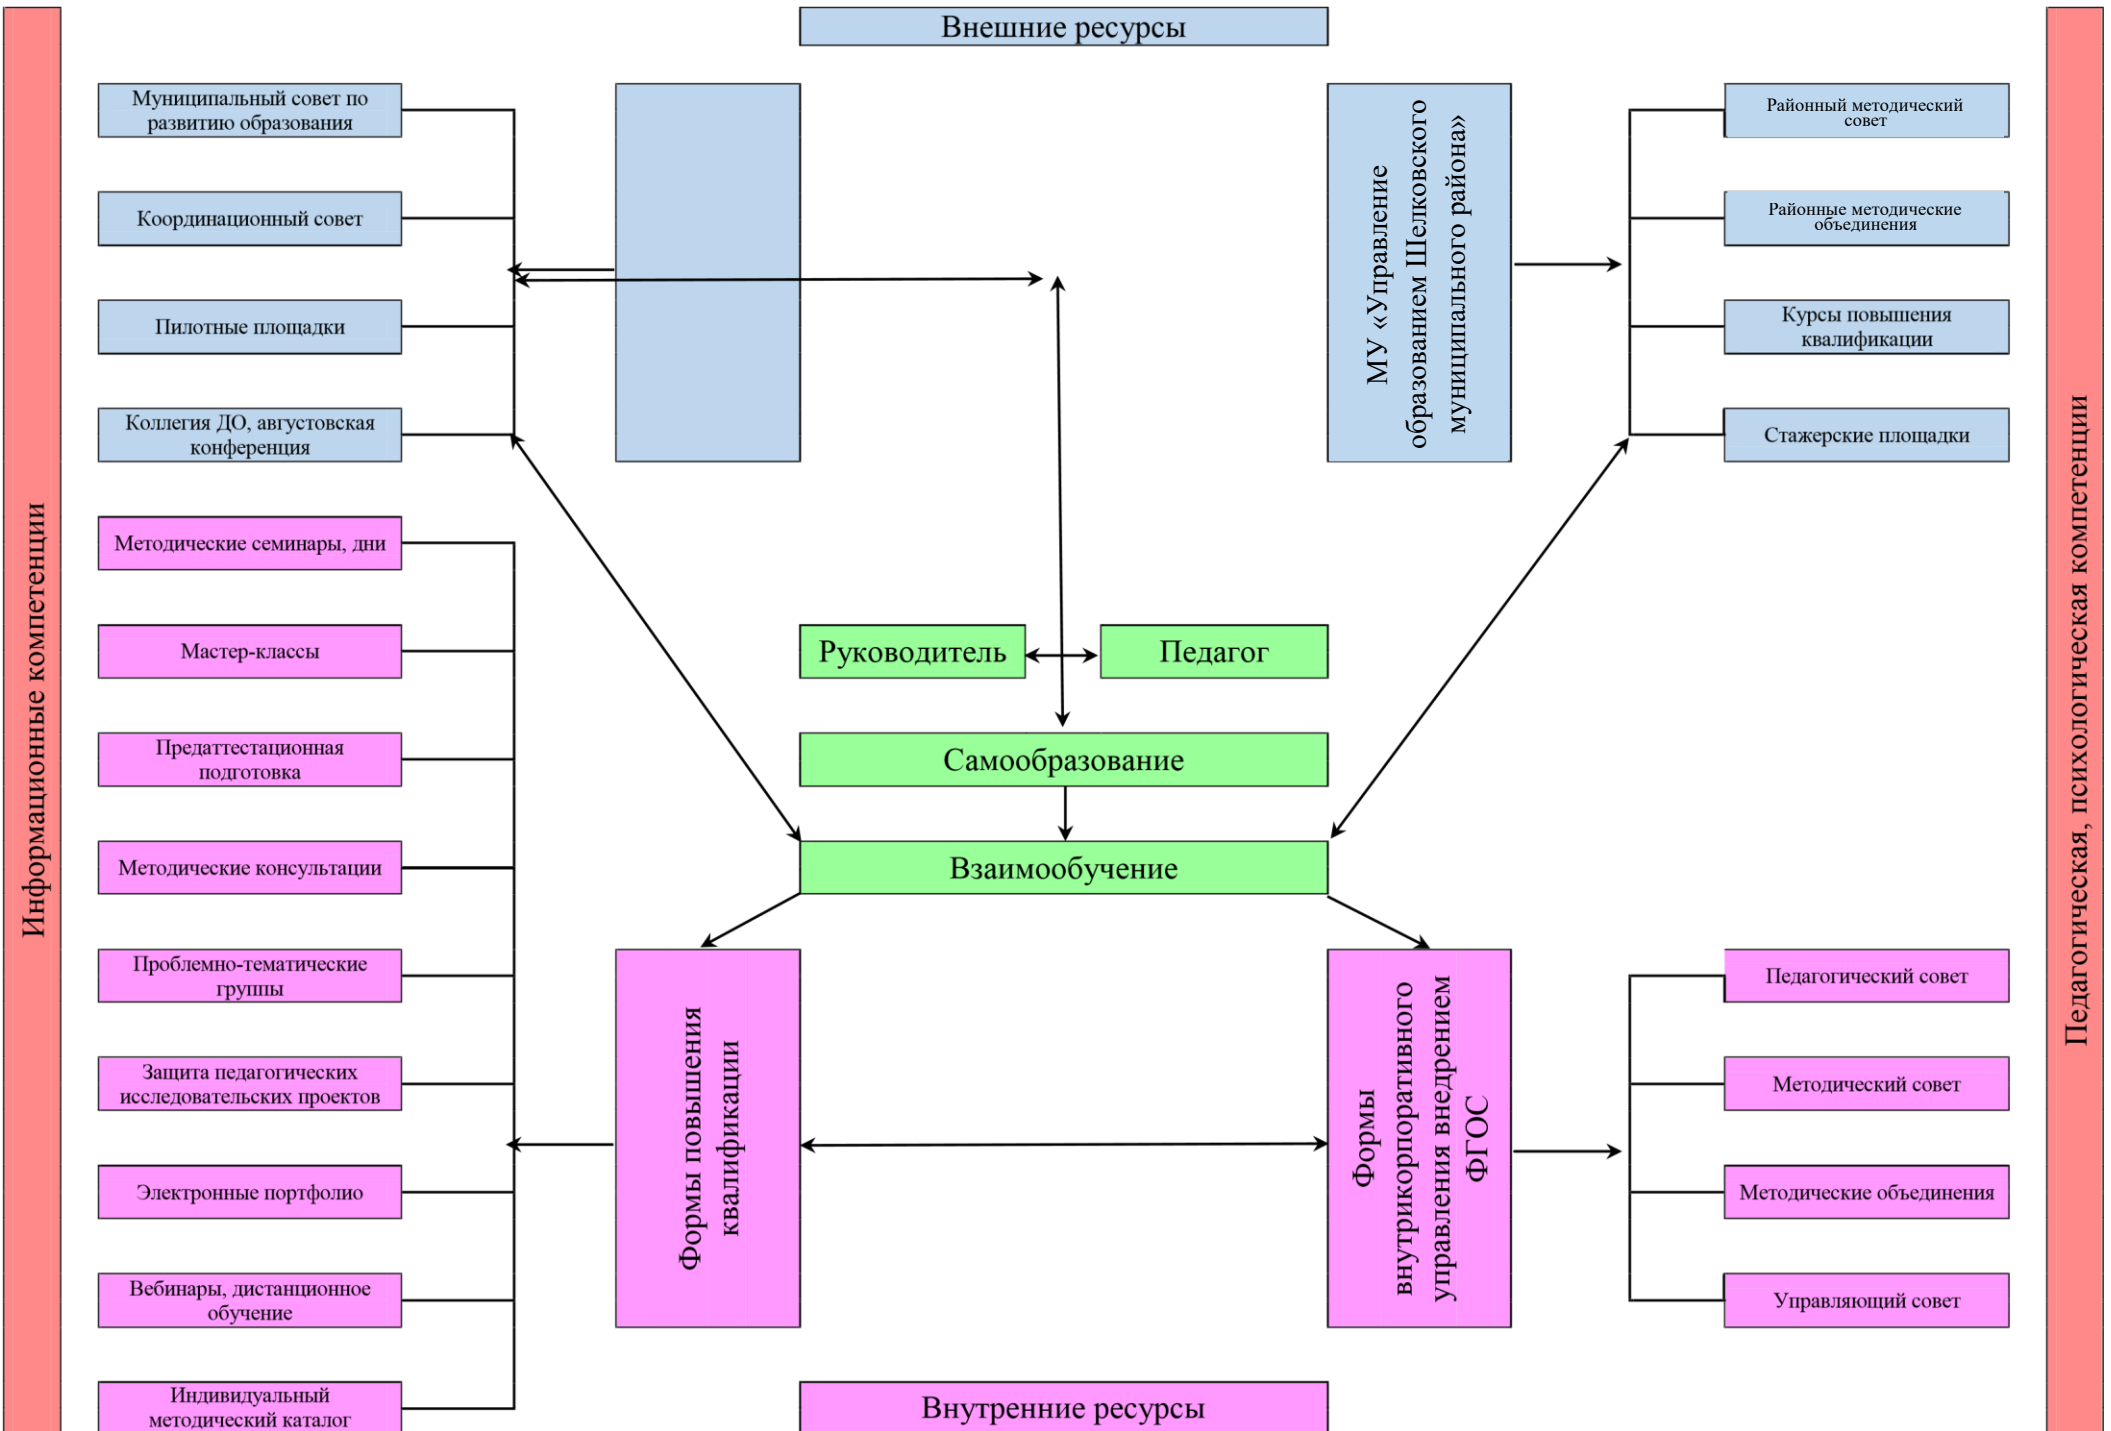 Внешние ресурсы
Муниципальный совет по
развитию образования
Координационный совет
Пилотные площадки
Коллегия ДО, августовская
конференция
МУ «Управление
образованием Шелковского
муниципального района»
Районный методический
совет
Районные методические
объединения
Курсы повышения
квалификации
Стажерские площадки
Информационные компетенции
Педагогическая, психологическая компетенции
Методические семинары, дни
Мастер-классы
Предаттестационная
подготовка
Методические консультации
Проблемно-тематические
группы
Защита педагогических
исследовательских проектов
Электронные портфолио
Вебинары, дистанционное
обучение
Индивидуальный
методический каталог
Руководитель
Педагог
Самообразование
Взаимообучение
Формы повышения
квалификации
Формы
внутрикорпоративного
управления внедрением
ФГОС
Педагогический совет
Методический совет
Методические объединения
Управляющий совет
Внутренние ресурсы